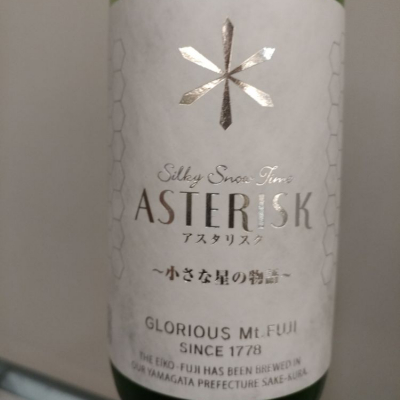 Silky Snow Time
ASTERISK
アスタリスク
～小さな星の物語～
GLORIOUS Mt.FUJI
SINCE 1778
THE EIKO-FUJI HAS BEEN BREWED IN
OUR YAMAGATA PREFECTURE SAKE-KURA.